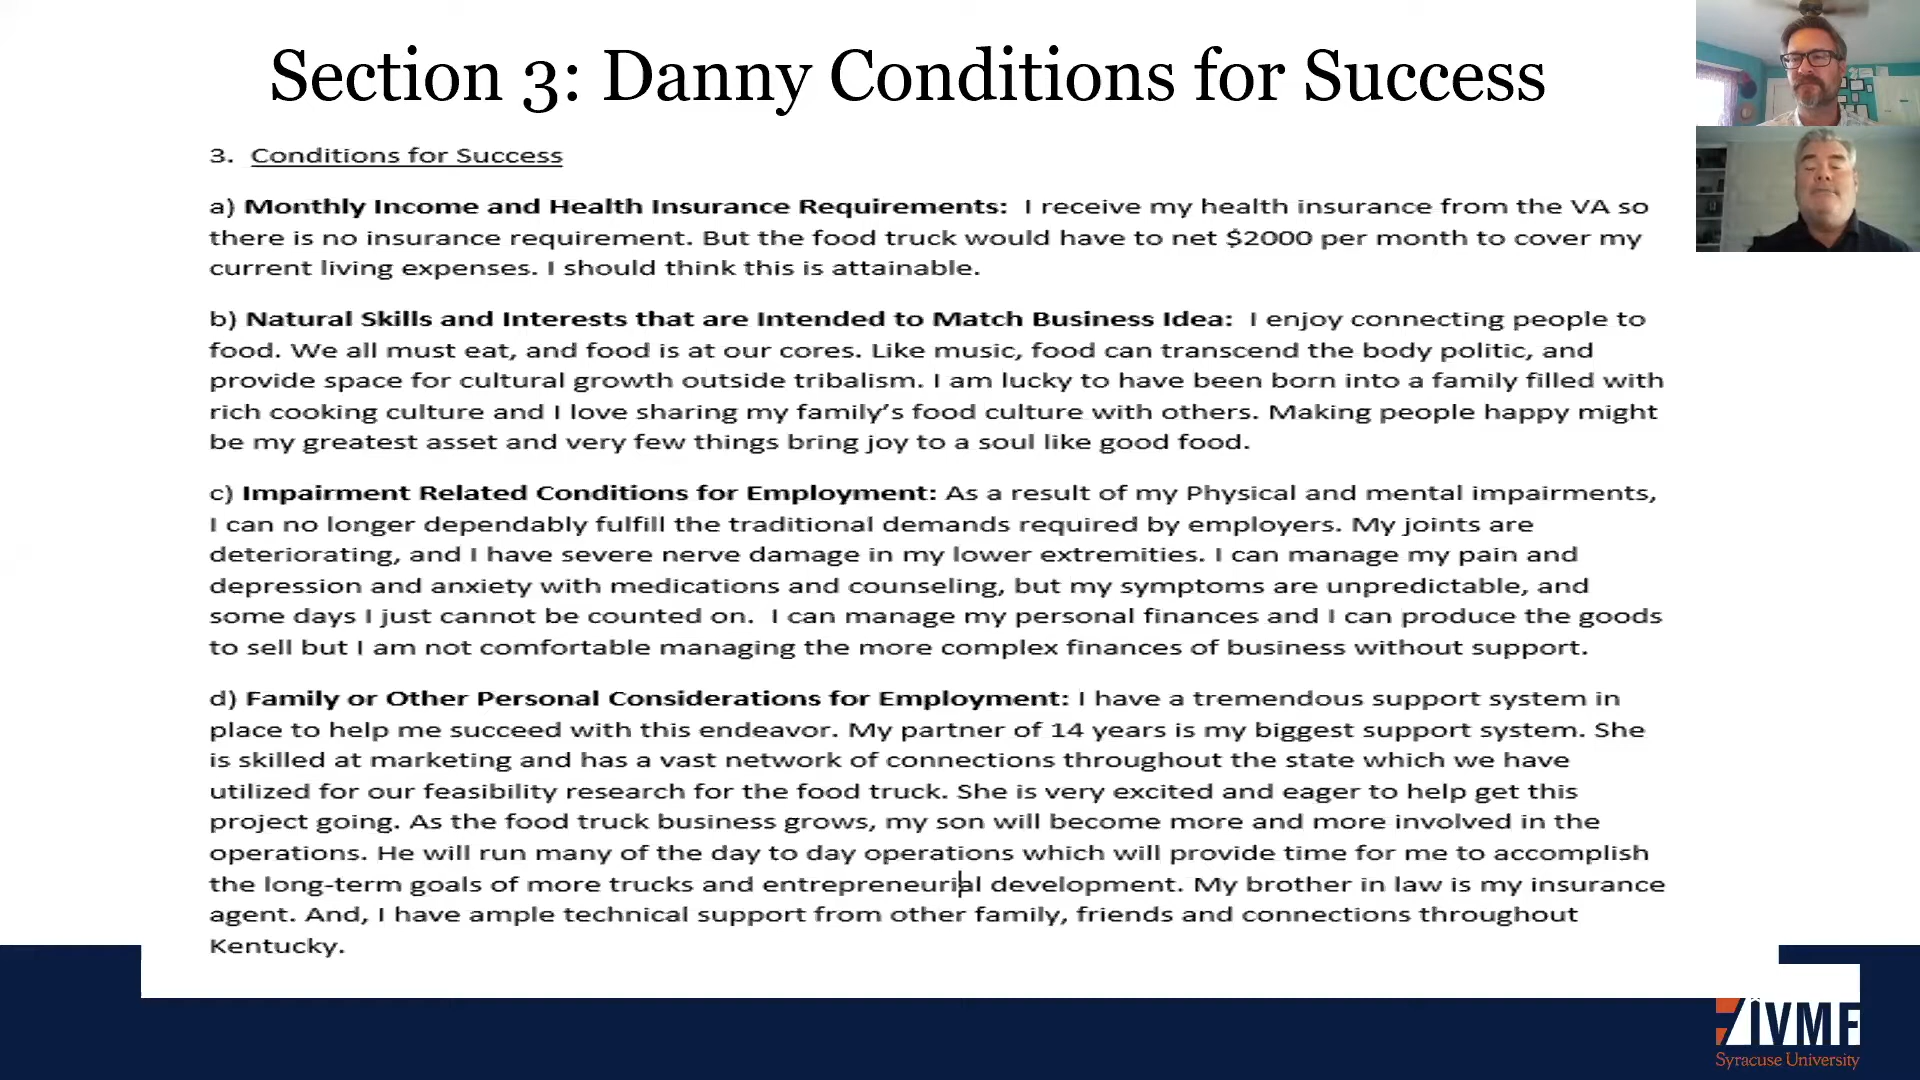 Section 3: Danny Conditions for Success
3. Conditions for Success
a) Monthly Income and Health Insurance Requirements: I receive my health insurance from the VA so
there is no insurance requirement. But the food truck would have to net $2000 per month to cover my
current living expenses. I should think this is attainable.
b) Natural Skills and Interests that are Intended to Match Business Idea: I enjoy connecting people to
food. We all must eat, and food is at our cores. Like music, food can transcend the body politic, and
provide space for cultural growth outside tribalism. I am lucky to have been born into a family filled with
rich cooking culture and I love sharing my family’s food culture with others. Making people happy might
be my greatest asset and very few things bring joy to a soul like good food.
c) Impairment Related Conditions for Employment: As a result of my Physical and mental impairments,
I can no longer dependably fulfill the traditional demands required by employers. My joints are
deteriorating, and I have severe nerve damage in my lower extremities. I can manage my pain and
depression and anxiety with medications and counseling, but my symptoms are unpredictable, and
some days I just cannot be counted on. I can manage my personal finances and I can produce the goods
to sell but I am not comfortable managing the more complex finances of business without support.
d) Family or Other Personal Considerations for Employment: I have a tremendous support system in
place to help me succeed with this endeavor. My partner of 14 years is my biggest support system. She
is skilled at marketing and has a vast network of connections throughout the state which we have
utilized for our feasibility research for the food truck. She is very excited and eager to help get this
project going. As the food truck business grows, my son will become more and more involved in the
operations. He will run many of the day to day operations which will provide time for me to accomplish
the long-term goals of more trucks and entrepreneurial development. My brother in law is my insurance
agent. And, I have ample technical support from other family, friends and connections throughout
Kentucky.
IVMF
Syracuse University